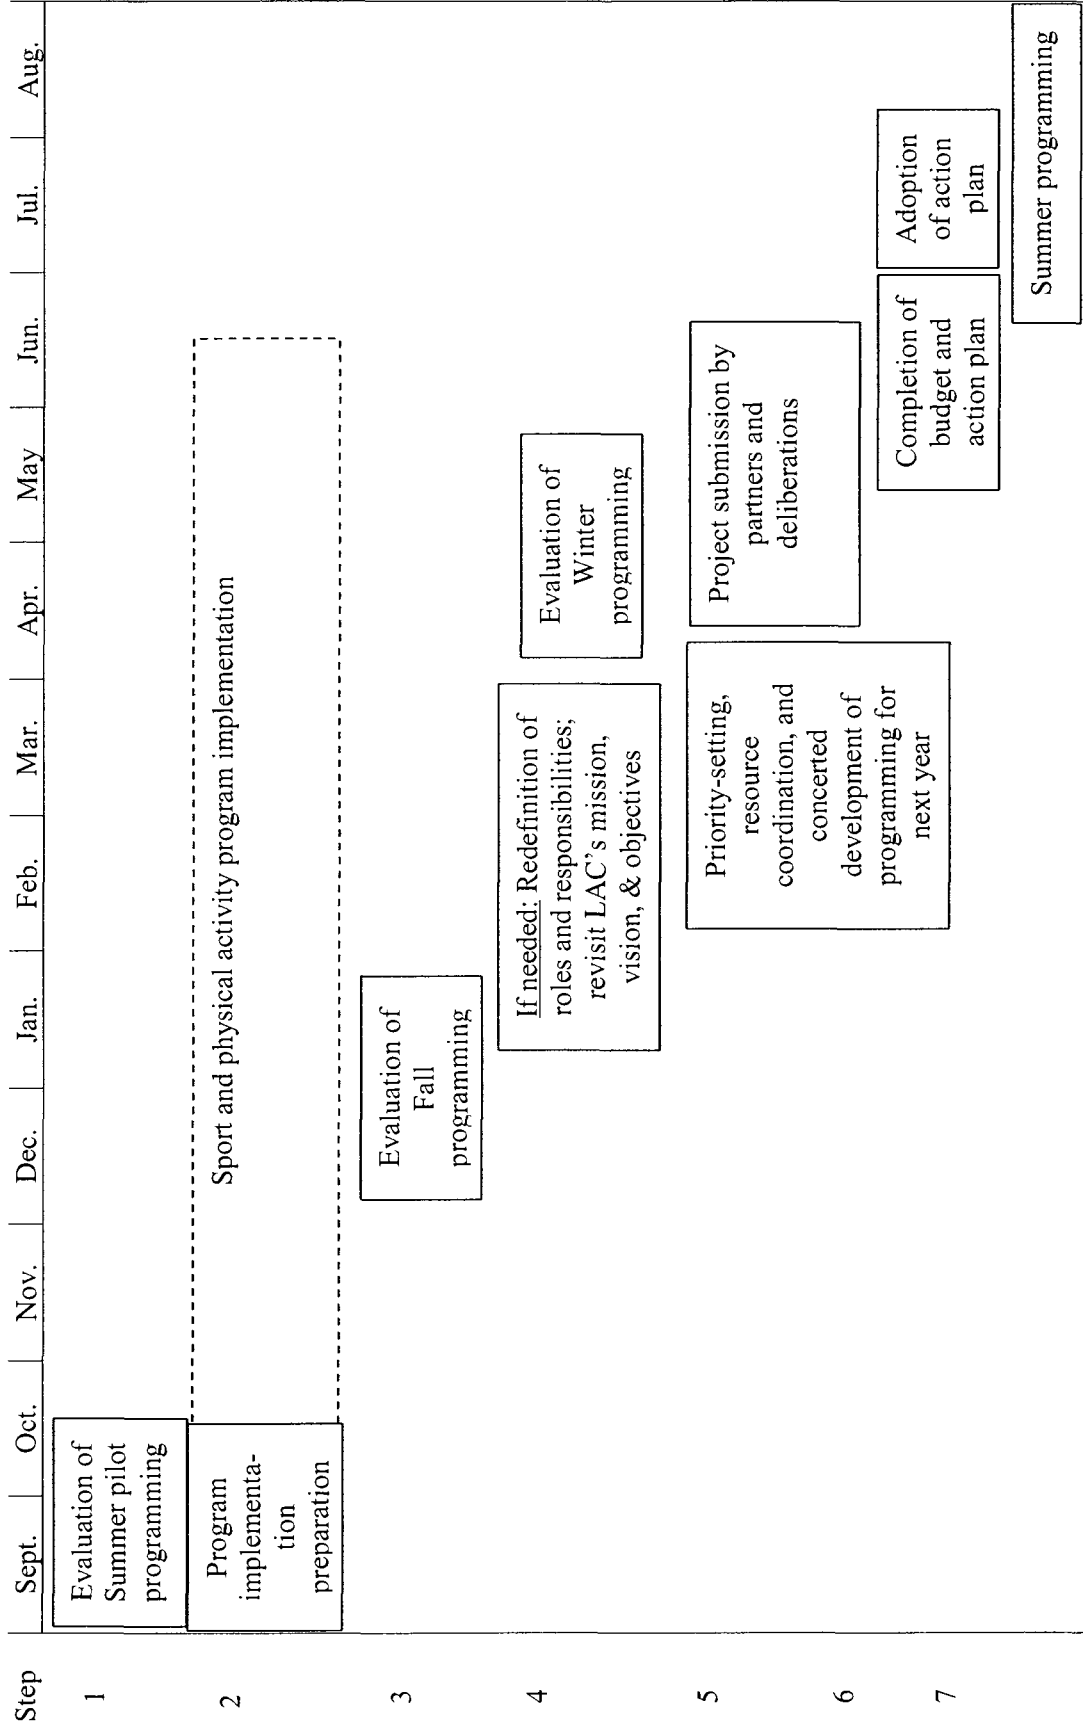 Step Sept. Oct. Nov. Dec. Jan. Feb. Mar. Apr. May Jun. Jul. Aug.
1
Evaluation of
Summer pilot
programming
2
Program
implementa-
tion
preparation
Sport and physical activity program implementation
3
Evaluation of
Fall
programming
4
If needed: Redefinition of
roles and responsibilities;
revisit LAC's mission,
vision, & objectives
Evaluation of
Winter
programming
5
Priority-setting,
resource
coordination, and
concerted
development of
programming for
next year
Project submission by
partners and
deliberations
6
Completion of
budget and
action plan
Adoption
of action
plan
7
Summer programming